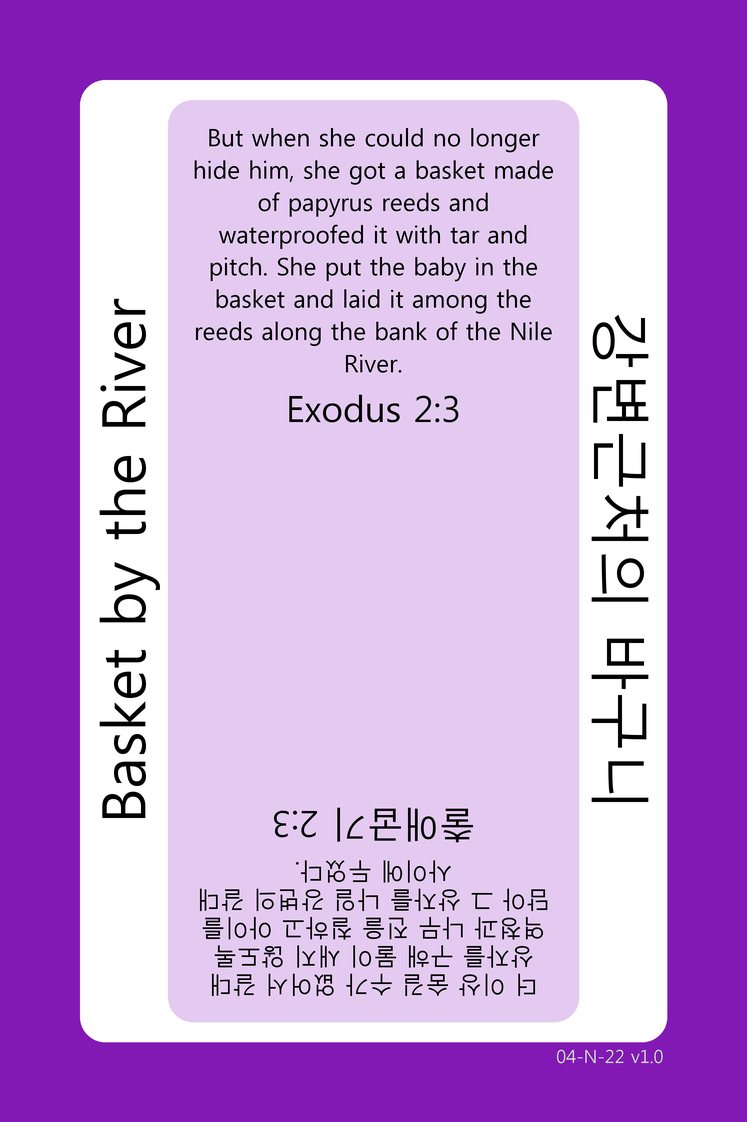 But when she could no longer
hide him, she got a basket made
of papyrus reeds and
waterproofed it with tar and
pitch. She put the baby in the
basket and laid it among the
reeds along the bank of the Nile
River.
Exodus 2:3
Basket by the River
강변근처의 바구니
더 이상 숨길 수가 없어서 갈대
상자를 구해 물이 새지 않도록
역청과 나무 진을 칠하고 아이를
담아 그 상자를 나일 강변의 갈대
사이에 두었다.
출애굽기 2:3
04-N-22 v1.0